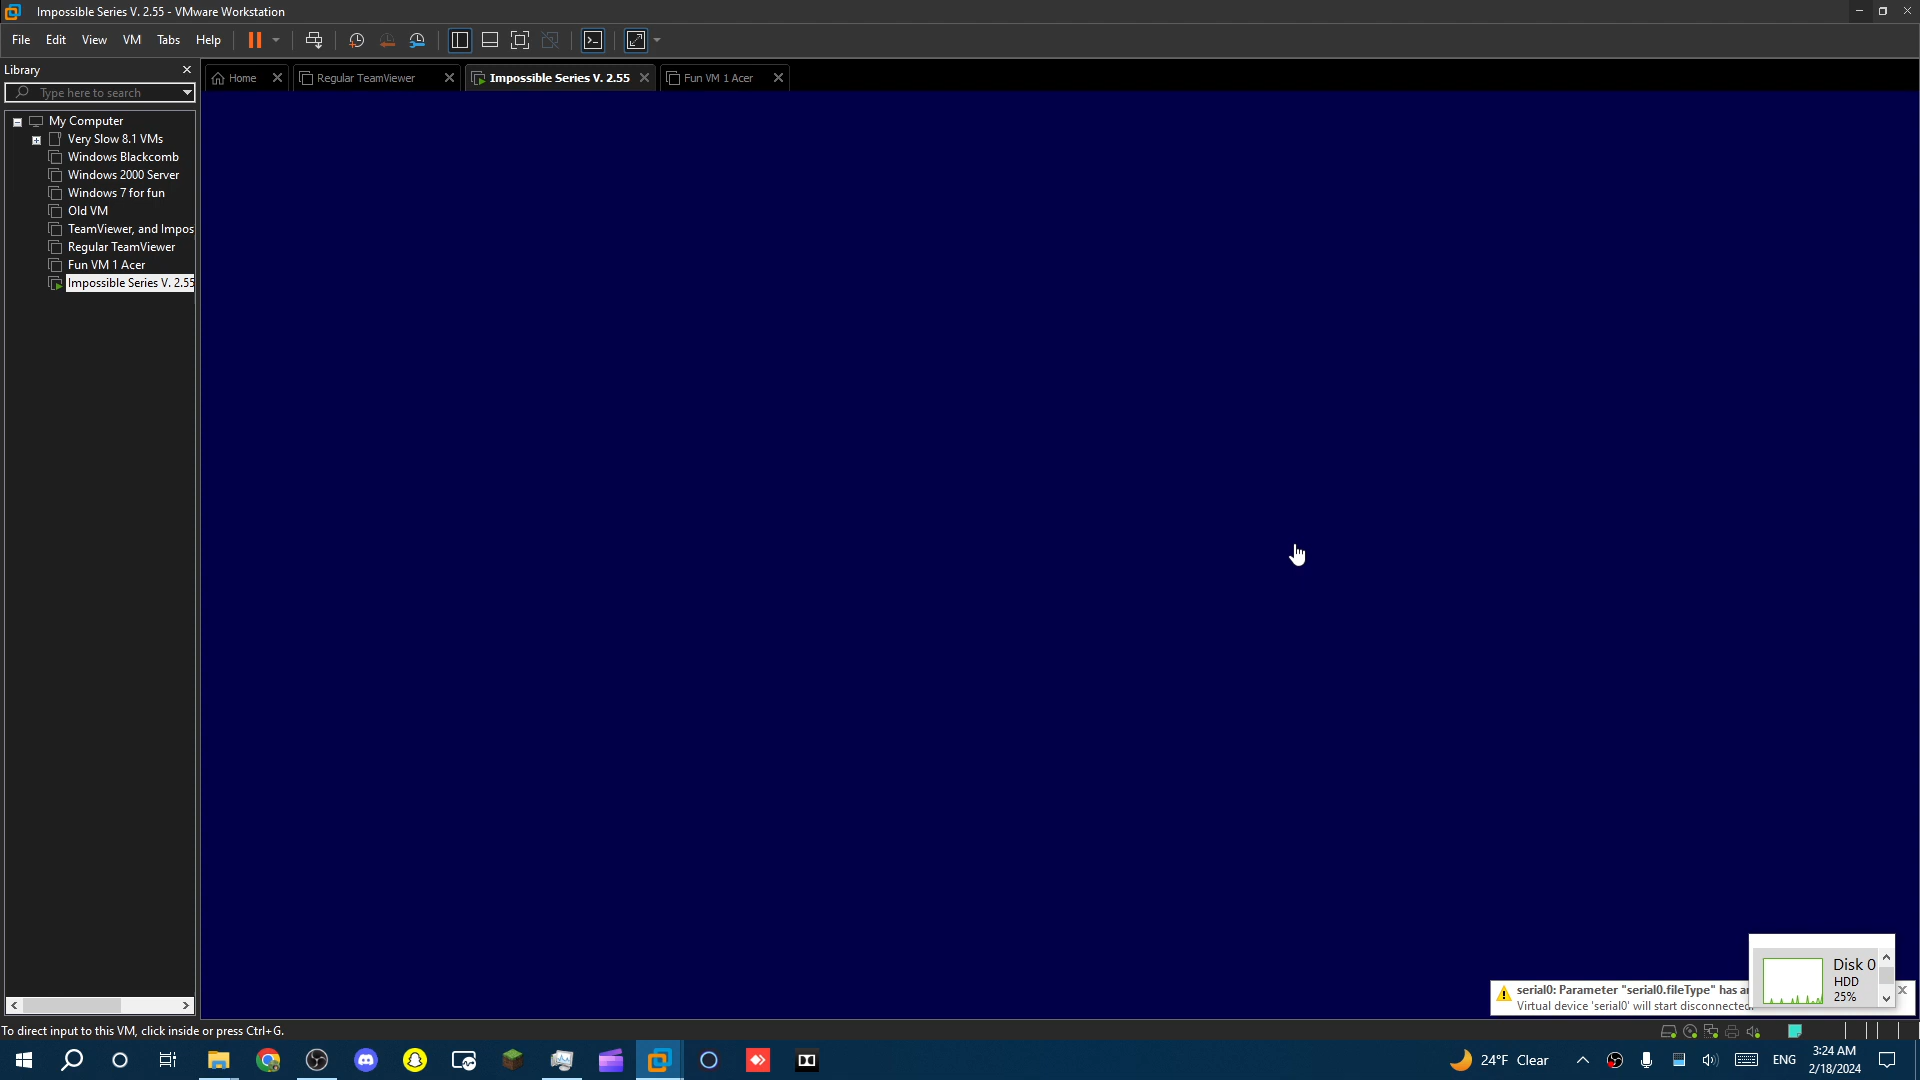 Impossible Series V. 2.55 - VMware Workstation
File Edit View VM Tabs Help
Library
Type here to search
Home
Regular TeamViewer
Impossible Series V. 2.55
Fun VM 1 Acer
My Computer
Very Slow 8.1 VMs
Windows Blackcomb
Windows 2000 Server
Windows 7 for fun
Old VM
TeamViewer, and Impos
Regular TeamViewer
Fun VM 1 Acer
Impossible Series V. 2.55
Disk 0
HDD
25%
serial0: Parameter "serial0.fileType" has
Virtual device 'serial0' will start disconnected.
To direct input to this VM, click inside or press Ctrl+G.
24°F Clear
ENG
3:24 AM
2/18/2024